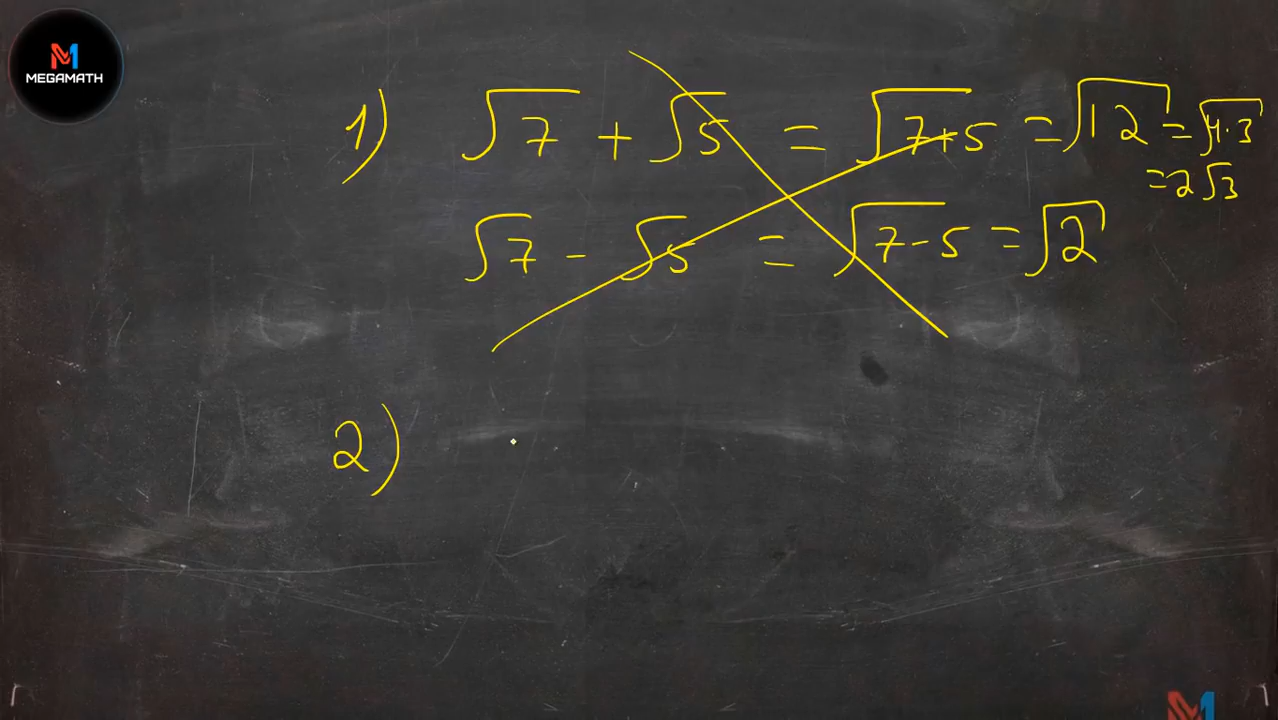 MEGAMATH
1) √7 + √5 = √7+5 = √12 = √4·3
= 2√3
√7 - √5 = √7-5 = √2
2)